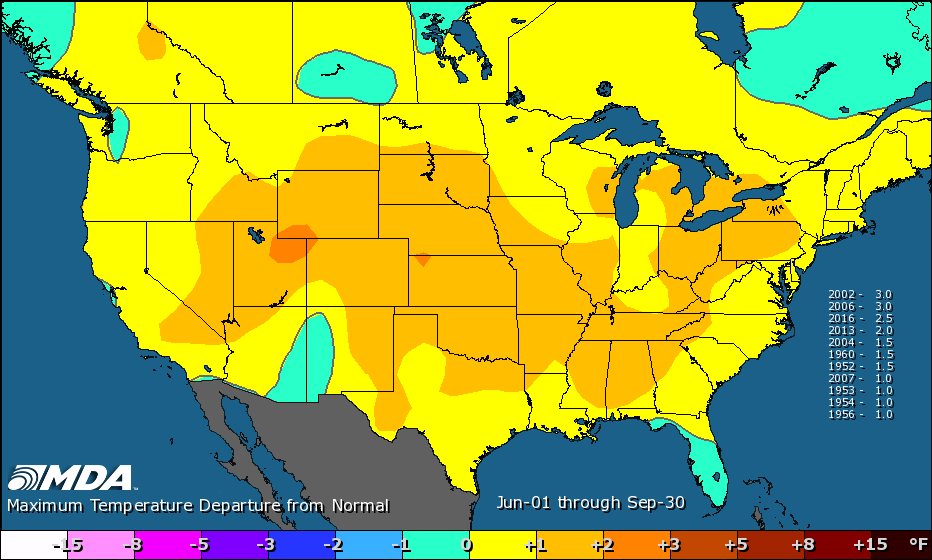 2002 - 3.0
2006 - 3.0
2016 - 2.5
2013 - 2.0
2004 - 1.5
1960 - 1.5
1952 - 1.5
2007 - 1.0
1953 - 1.0
1954 - 1.0
1956 - 1.0
MDA
Maximum Temperature Departure from Normal
Jun-01 through Sep-30
-15 -8 -5 -3 -2 -1 0 +1 +2 +3 +5 +8 +15 °F